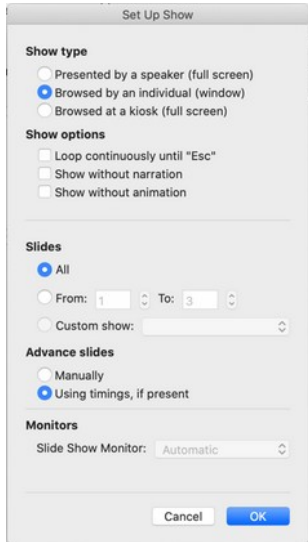 Set Up Show
Show type
Presented by a speaker (full screen)
Browsed by an individual (window)
Browsed at a kiosk (full screen)
Show options
Loop continuously until "Esc"
Show without narration
Show without animation
Slides
All
From: 1 To: 3
Custom show:
Advance slides
Manually
Using timings, if present
Monitors
Slide Show Monitor: Automatic
Cancel OK